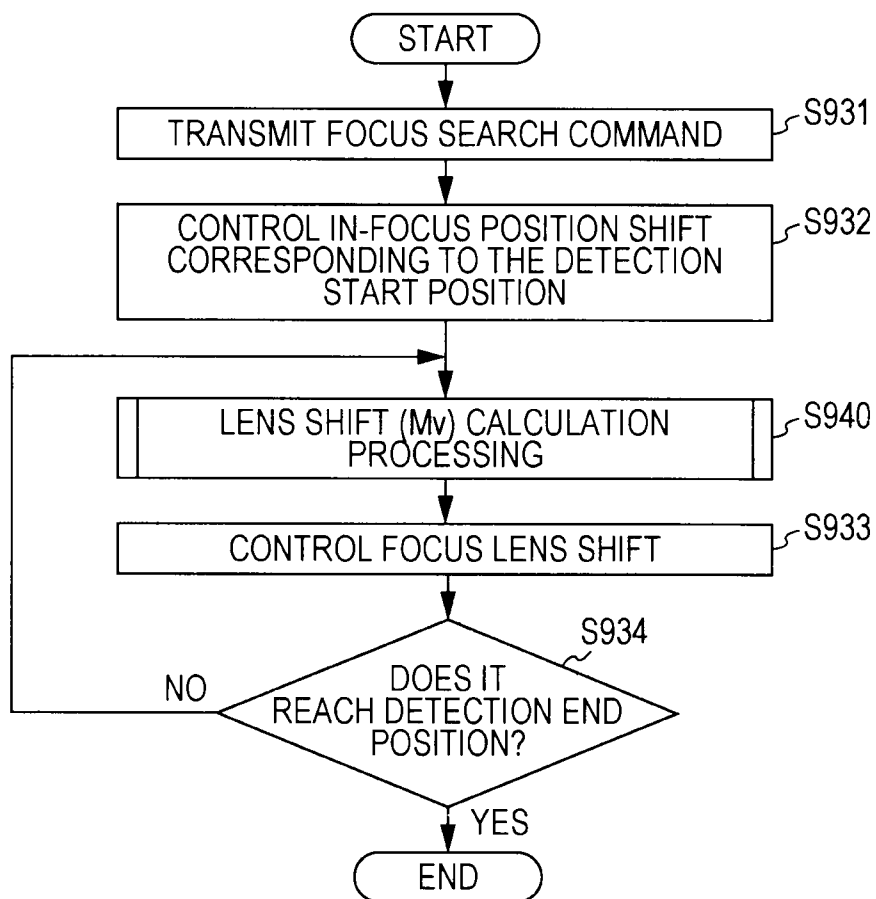 START
TRANSMIT FOCUS SEARCH COMMAND
S931
CONTROL IN-FOCUS POSITION SHIFT
CORRESPONDING TO THE DETECTION
START POSITION
S932
LENS SHIFT (Mv) CALCULATION
PROCESSING
S940
CONTROL FOCUS LENS SHIFT
S933
S934
DOES IT
REACH DETECTION END
POSITION?
NO
YES
END